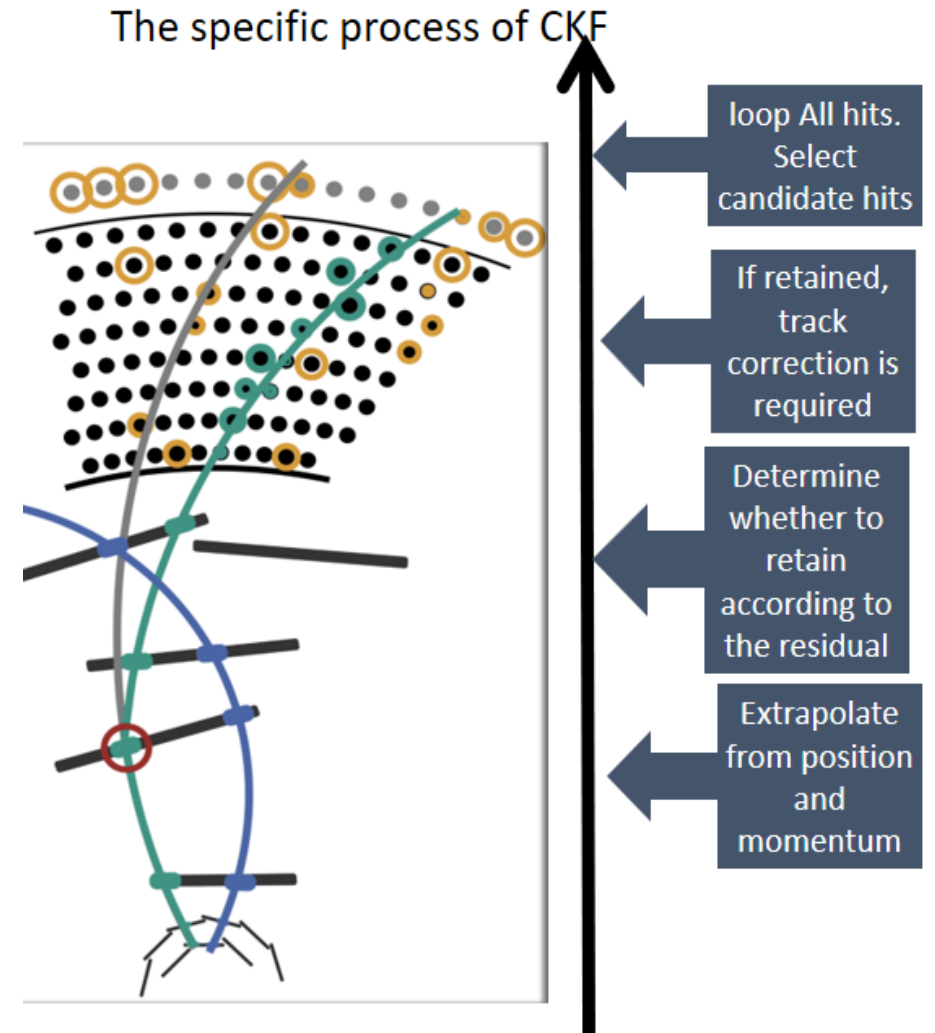 The specific process of CKF
loop All hits.
Select
candidate hits
If retained,
track
correction is
required
Determine
whether to
retain
according to
the residual
Extrapolate
from position
and
momentum